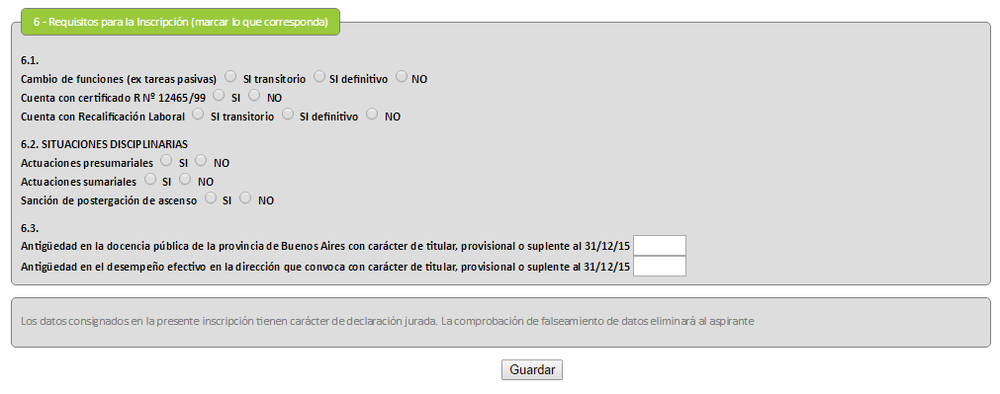 6 - Requisitos para la Inscripción (marcar lo que corresponda)
6.1.
Cambio de funciones (ex tareas pasivas) SI transitorio SI definitivo NO
Cuenta con certificado R Nº 12465/99 SI NO
Cuenta con Recalificación Laboral SI transitorio SI definitivo NO
6.2. SITUACIONES DISCIPLINARIAS
Actuaciones presumariales SI NO
Actuaciones sumariales SI NO
Sanción de postergación de ascenso SI NO
6.3.
Antigüedad en la docencia pública de la provincia de Buenos Aires con carácter de titular, provisional o suplente al 31/12/15
Antigüedad en el desempeño efectivo en la dirección que convoca con carácter de titular, provisional o suplente al 31/12/15
Los datos consignados en la presente inscripción tienen carácter de declaración jurada. La comprobación de falseamiento de datos eliminará al aspirante
Guardar